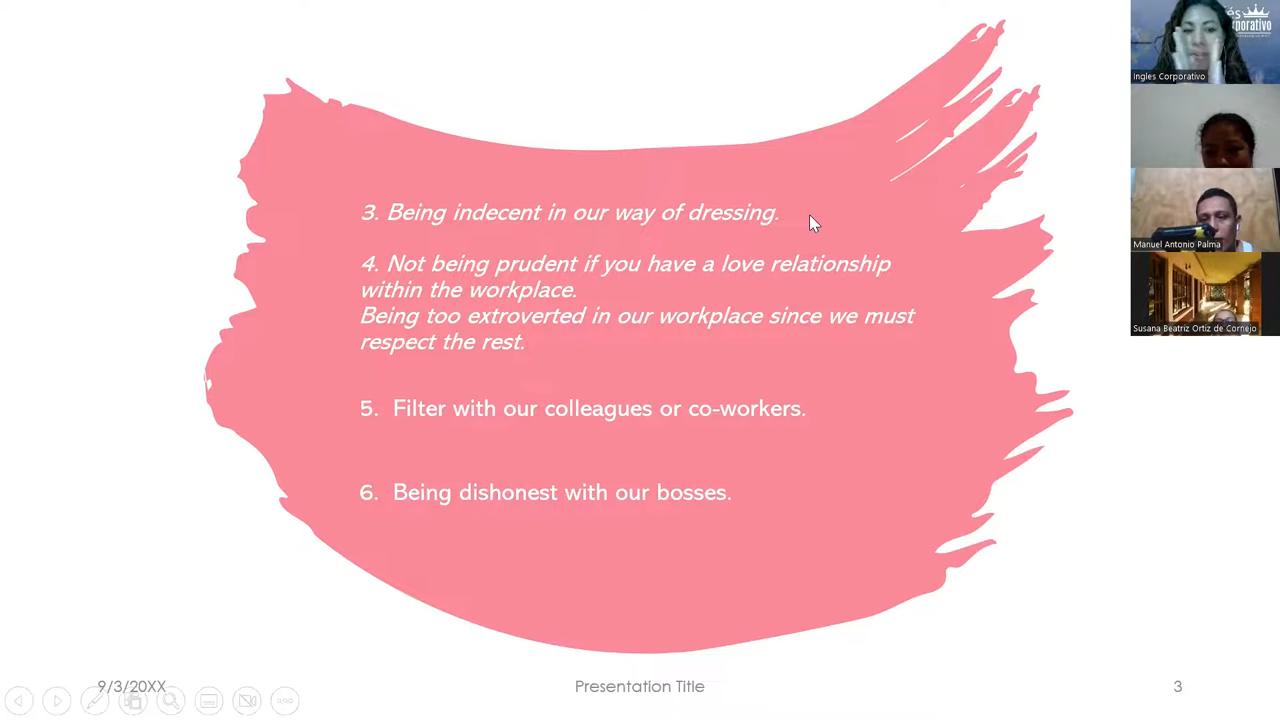 3. Being indecent in our way of dressing.
4. Not being prudent if you have a love relationship
within the workplace.
Being too extroverted in our workplace since we must
respect the rest.
5. Filter with our colleagues or co-workers.
6. Being dishonest with our bosses.
9/3/20XX
Presentation Title
3
Ingles Corporativo
Manuel Antonio Palma
Susana Beatriz Ortiz de Cornejo